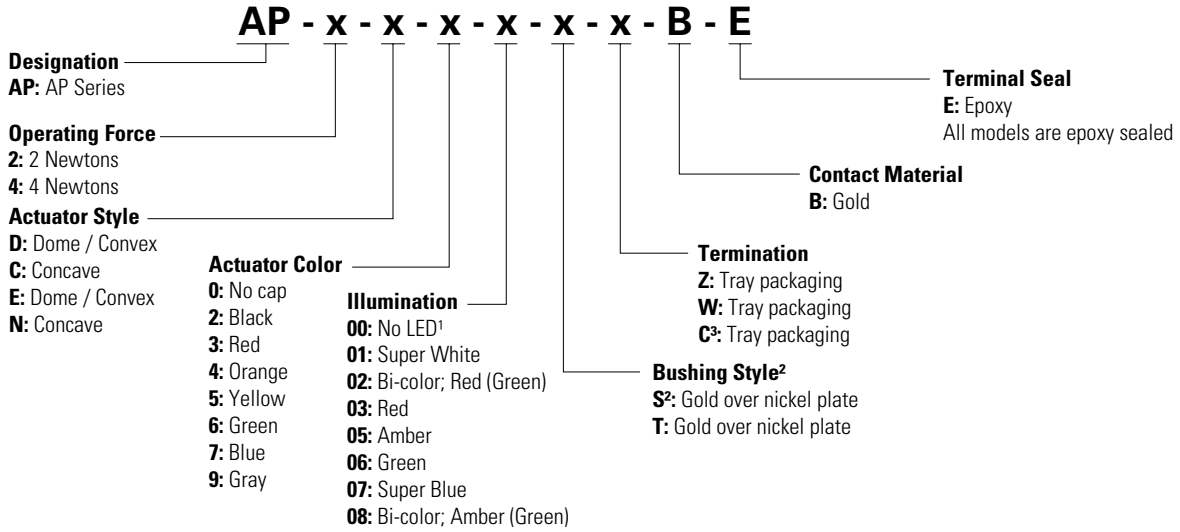 AP - x - x - x - x - x - x - B - E
Designation
AP: AP Series
Operating Force
2: 2 Newtons
4: 4 Newtons
Actuator Style
D: Dome / Convex
C: Concave
E: Dome / Convex
N: Concave
Actuator Color
0: No cap
2: Black
3: Red
4: Orange
5: Yellow
6: Green
7: Blue
9: Gray
Illumination
00: No LED¹
01: Super White
02: Bi-color; Red (Green)
03: Red
05: Amber
06: Green
07: Super Blue
08: Bi-color; Amber (Green)
Bushing Style²
S²: Gold over nickel plate
T: Gold over nickel plate
Termination
Z: Tray packaging
W: Tray packaging
C³: Tray packaging
Contact Material
B: Gold
Terminal Seal
E: Epoxy
All models are epoxy sealed